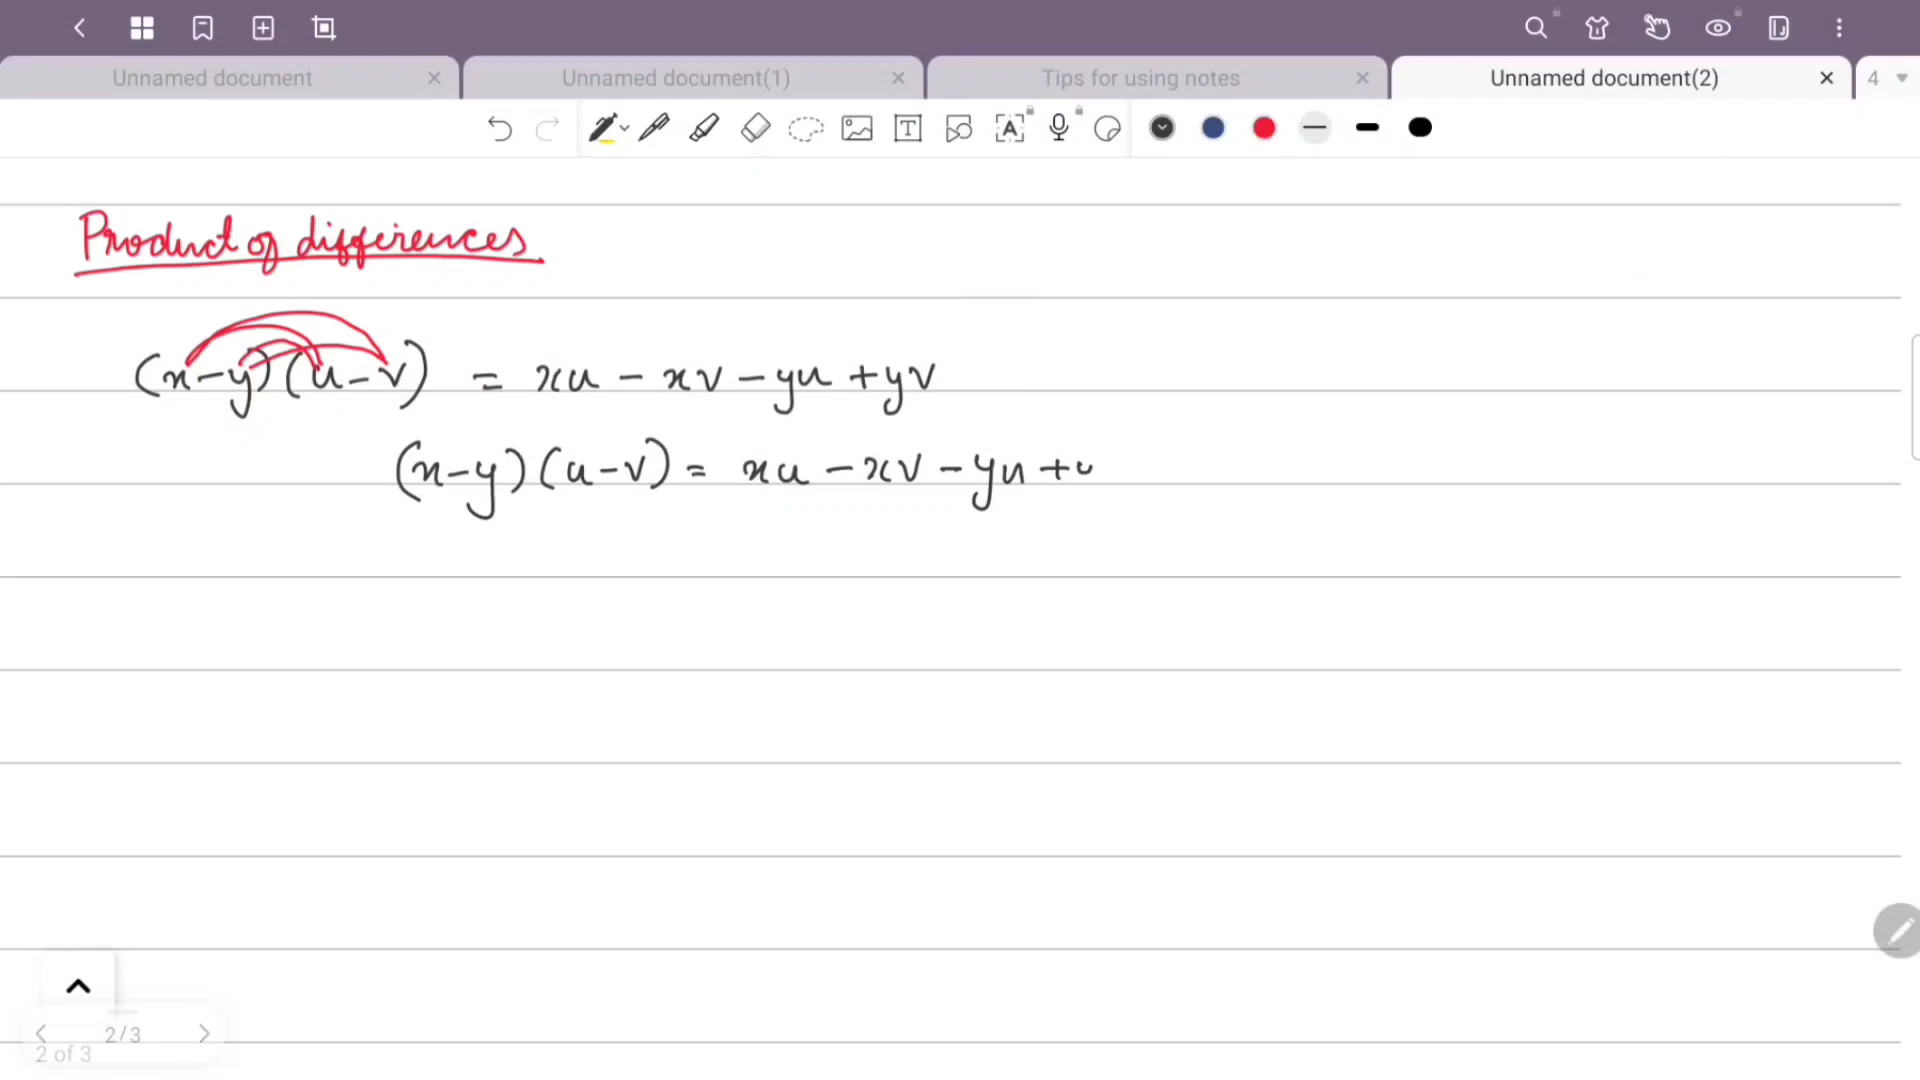 Unnamed document
Unnamed document(1)
Tips for using notes
Unnamed document(2)
4
Product of differences
(x-y)(u-v) = xu - xv - yu + yv
(x-y)(u-v) = xu - xv - yu +
2/3
2 of 3